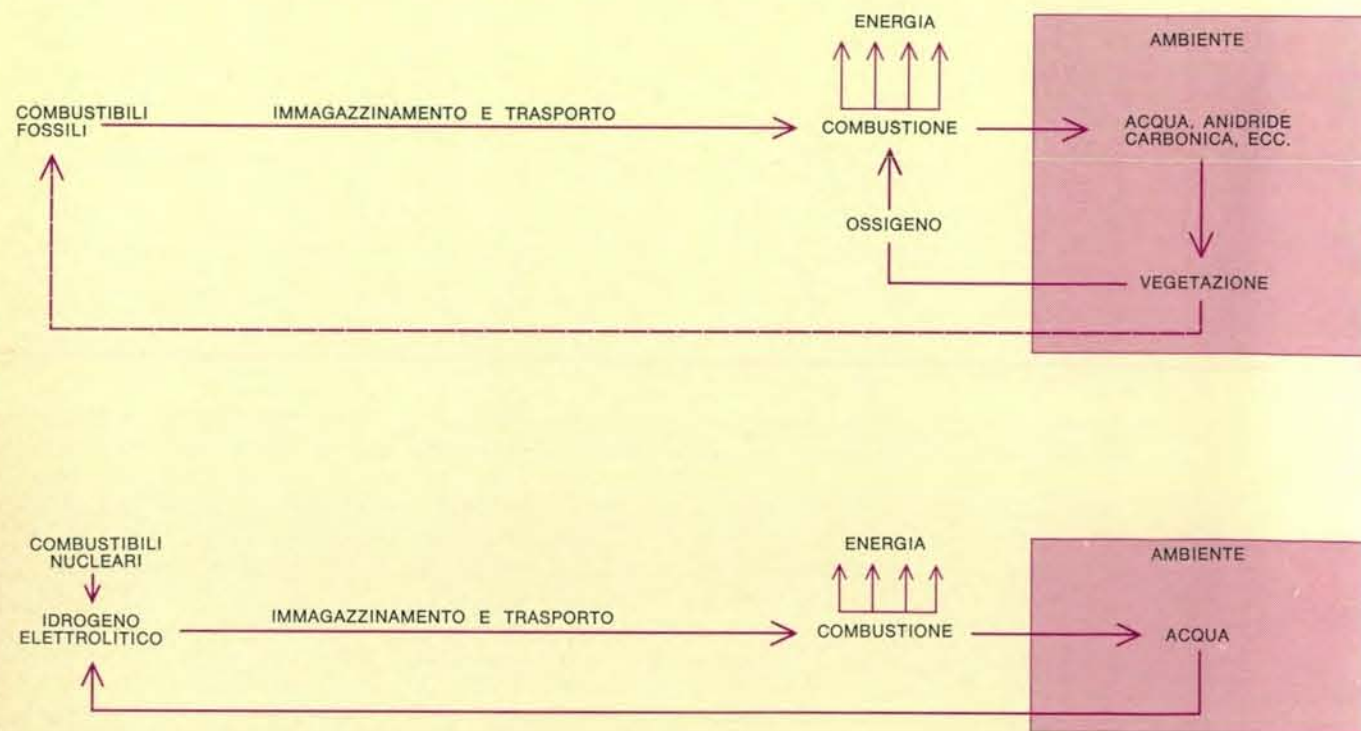 ENERGIA
AMBIENTE
COMBUSTIBILI
FOSSILI
IMMAGAZZINAMENTO E TRASPORTO
COMBUSTIONE
ACQUA, ANIDRIDE
CARBONICA, ECC.
OSSIGENO
VEGETAZIONE
COMBUSTIBILI
NUCLEARI
ENERGIA
AMBIENTE
IDROGENO
ELETTROLITICO
IMMAGAZZINAMENTO E TRASPORTO
COMBUSTIONE
ACQUA